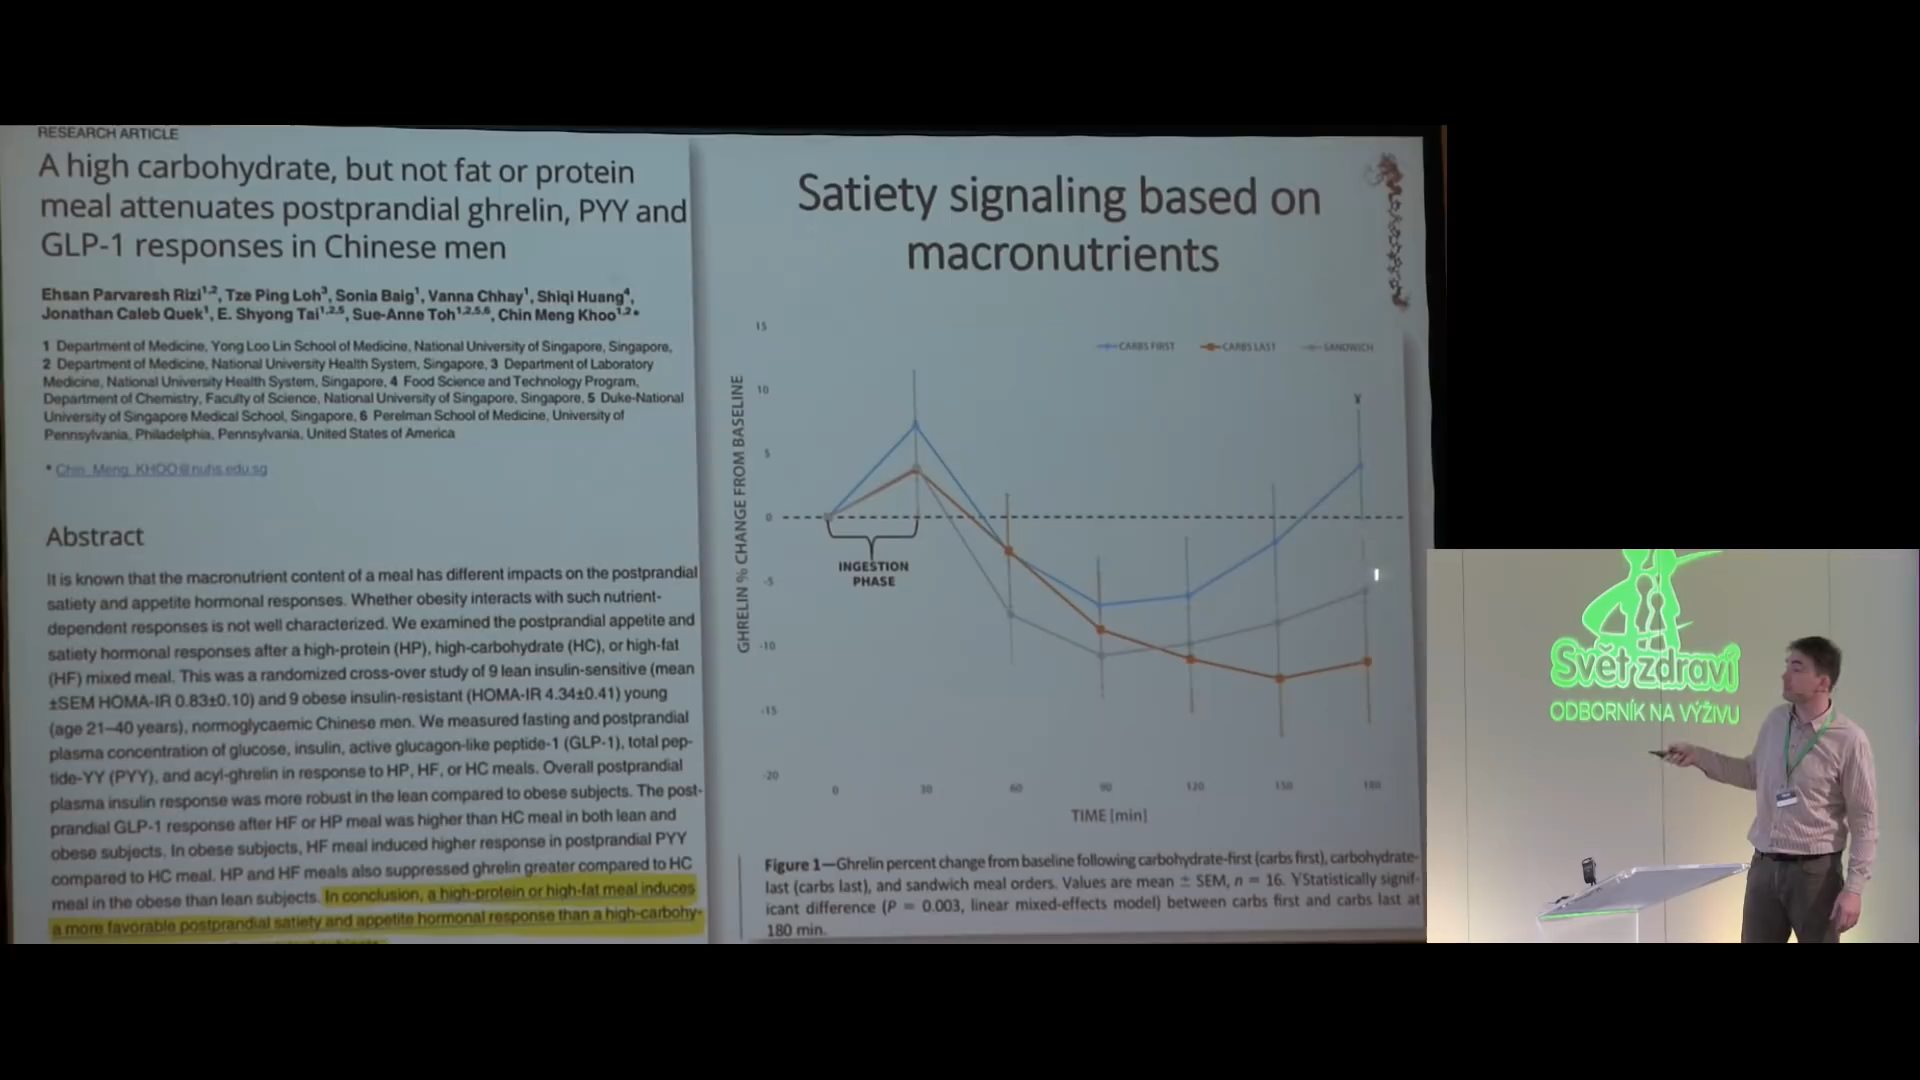 RESEARCH ARTICLE
A high carbohydrate, but not fat or protein
meal attenuates postprandial ghrelin, PYY and
GLP-1 responses in Chinese men
Ehsan Parvaresh Rizi1,2, Tze Ping Loh3, Sonia Baig1, Vanna Chhay1, Shiqi Huang4,
Jonathan Caleb Quek1, E. Shyong Tai1,2,5, Sue-Anne Toh1,2,5,6, Chin Meng Khoo1,2*
1 Department of Medicine, Yong Loo Lin School of Medicine, National University of Singapore, Singapore,
2 Department of Medicine, National University Health System, Singapore, 3 Department of Laboratory
Medicine, National University Health System, Singapore, 4 Food Science and Technology Program,
Department of Chemistry, Faculty of Science, National University of Singapore, Singapore, 5 Duke-National
University of Singapore Medical School, Singapore, 6 Perelman School of Medicine, University of
Pennsylvania, Philadelphia, Pennsylvania, United States of America
* Chin_Meng_KHOO@nuhs.edu.sg
Abstract
It is known that the macronutrient content of a meal has different impacts on the postprandial
satiety and appetite hormonal responses. Whether obesity interacts with such nutrient-
dependent responses is not well characterized. We examined the postprandial appetite and
satiety hormonal responses after a high-protein (HP), high-carbohydrate (HC), or high-fat
(HF) mixed meal. This was a randomized cross-over study of 9 lean insulin-sensitive (mean
±SEM HOMA-IR 0.83±0.10) and 9 obese insulin-resistant (HOMA-IR 4.34±0.41) young
(age 21–40 years), normoglycaemic Chinese men. We measured fasting and postprandial
plasma concentration of glucose, insulin, active glucagon-like peptide-1 (GLP-1), total pep-
tide-YY (PYY), and acyl-ghrelin in response to HP, HF, or HC meals. Overall postprandial
plasma insulin response was more robust in the lean compared to obese subjects. The post-
prandial GLP-1 response after HF or HP meal was higher than HC meal in both lean and
obese subjects. In obese subjects, HF meal induced higher response in postprandial PYY
compared to HC meal. HP and HF meals also suppressed ghrelin greater compared to HC
meal in the obese than lean subjects. In conclusion, a high-protein or high-fat meal induces
a more favorable postprandial satiety and appetite hormonal response than a high-carbohy-
Satiety signaling based on
macronutrients
CARBS FIRST CARBS LAST SANDWICH
GHRELIN % CHANGE FROM BASELINE
15
10
5
0
-5
-10
-15
-20
Y
INGESTION
PHASE
0 30 60 90 120 150 180
TIME [min]
Figure 1—Ghrelin percent change from baseline following carbohydrate-first (carbs first), carbohydrate-
last (carbs last), and sandwich meal orders. Values are mean ± SEM, n = 16. YStatistically signif-
icant difference (P = 0.003, linear mixed-effects model) between carbs first and carbs last at
180 min.
Svět zdraví
ODBORNÍK NA VÝŽIVU